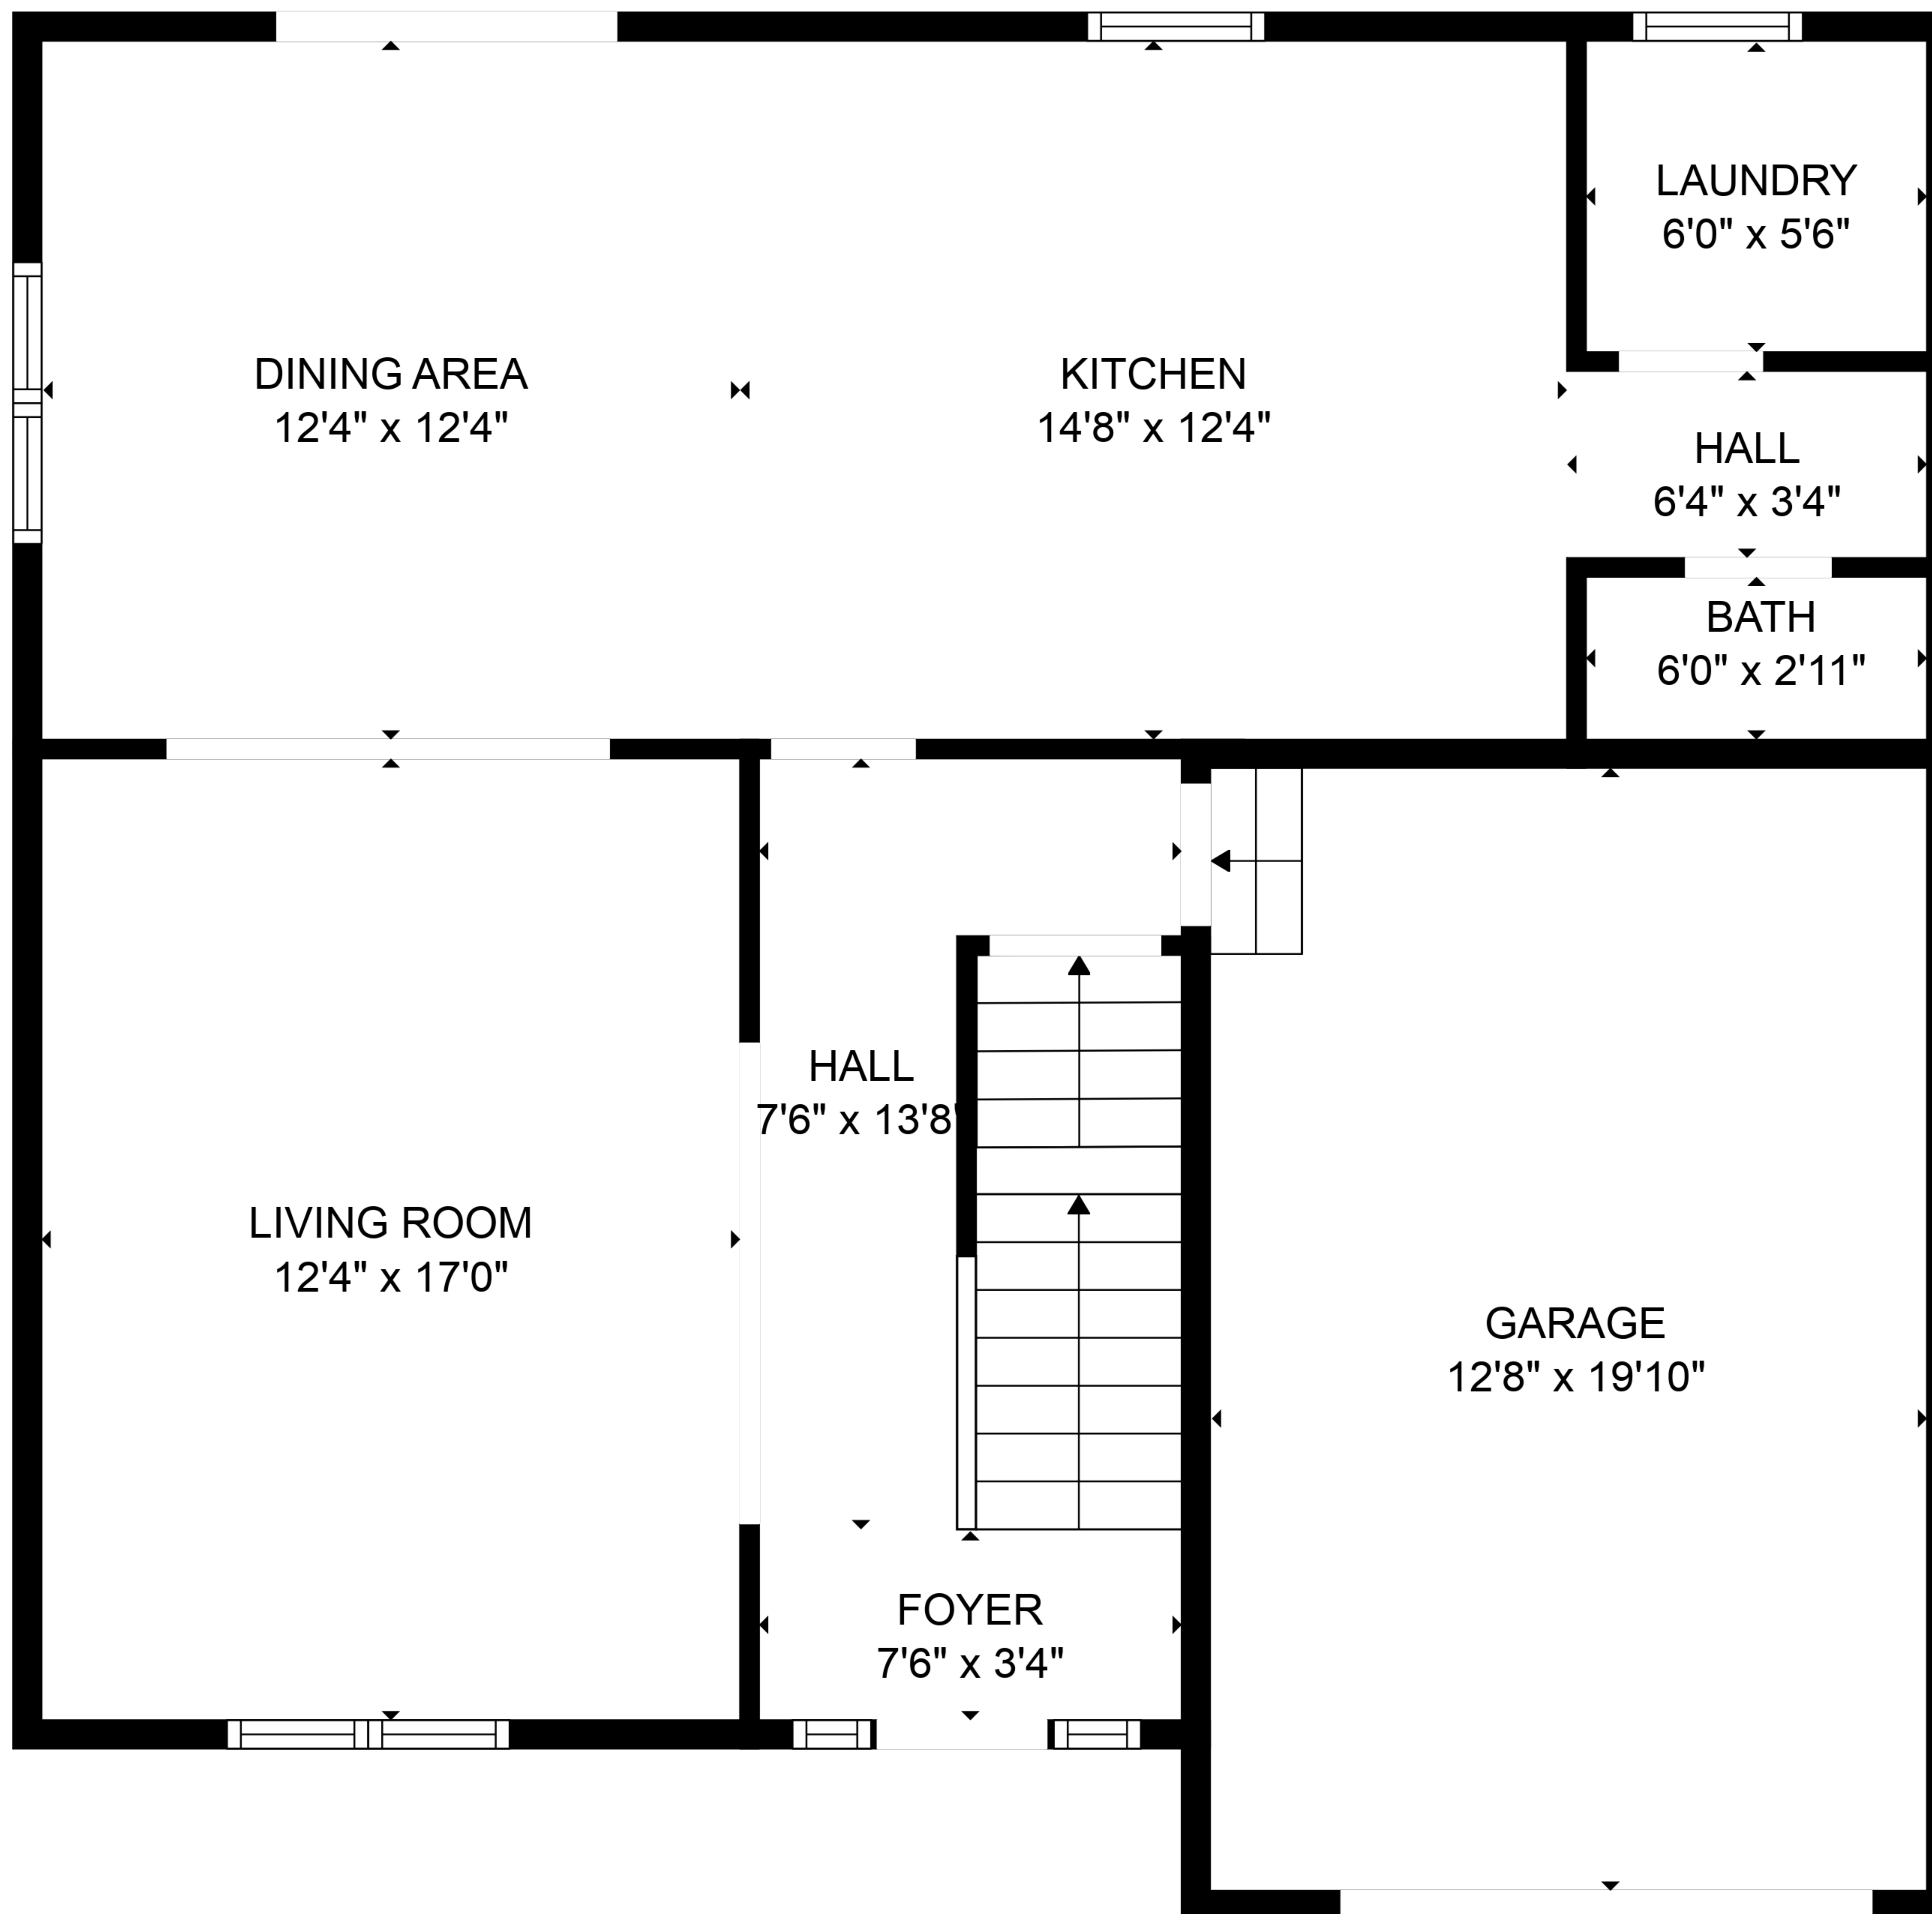 LAUNDRY
6'0" x 5'6"
DINING AREA
12'4" x 12'4"
KITCHEN
14'8" x 12'4"
HALL
6'4" x 3'4"
BATH
6'0" x 2'11"
HALL
7'6" x 13'8"
LIVING ROOM
12'4" x 17'0"
GARAGE
12'8" x 19'10"
FOYER
7'6" x 3'4"